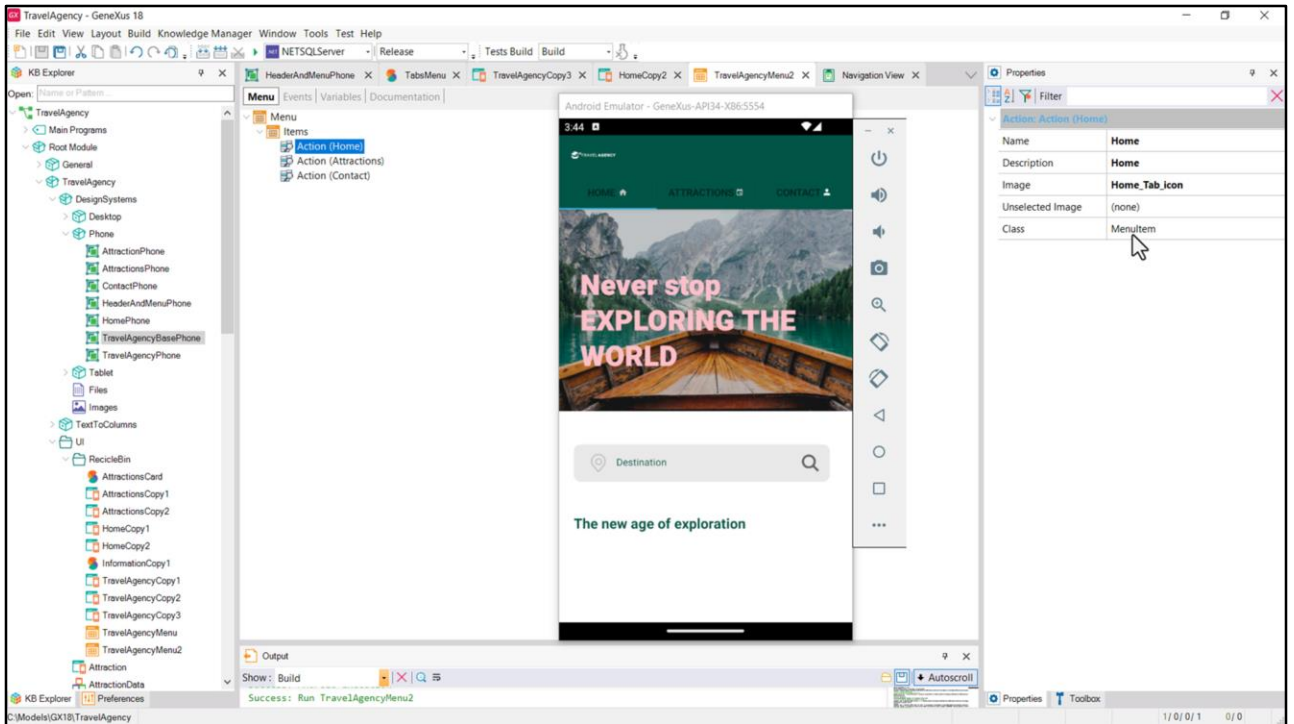 TravelAgency - GeneXus 18
File Edit View Layout Build Knowledge Manager Window Tools Test Help
NETSQLServer Release Tests Build Build
KB Explorer
Open: Name or Pattern...
TravelAgency
Main Programs
Root Module
General
TravelAgency
DesignSystems
Desktop
Phone
AttractionPhone
AttractionsPhone
ContactPhone
HeaderAndMenuPhone
HomePhone
TravelAgencyBasePhone
TravelAgencyPhone
Tablet
Files
Images
TextToColumns
UI
RecicleBin
AttractionsCard
AttractionsCopy1
AttractionsCopy2
HomeCopy1
HomeCopy2
InformationCopy1
TravelAgencyCopy1
TravelAgencyCopy2
TravelAgencyCopy3
TravelAgencyMenu
TravelAgencyMenu2
Attraction
AttractionData
KB Explorer Preferences
HeaderAndMenuPhone X TabsMenu X TravelAgencyCopy3 X HomeCopy2 X TravelAgencyMenu2 X Navigation View X
Menu Events Variables Documentation
Menu
Items
Action (Home)
Action (Attractions)
Action (Contact)
Android Emulator - GeneXus-API34-X86:5554
3:44
TRAVEL AGENCY
HOME ATTRACTIONS CONTACT
Never stop
EXPLORING THE
WORLD
Destination
The new age of exploration
Output
Show: Build
Autoscroll
Success: Run TravelAgencyMenu2
Properties
Filter
Action: Action (Home)
Name Home
Description Home
Image Home_Tab_icon
Unselected Image (none)
Class MenuItem
Properties Toolbox
C:\Models\GX18\TravelAgency
1/0/0/1 0/0